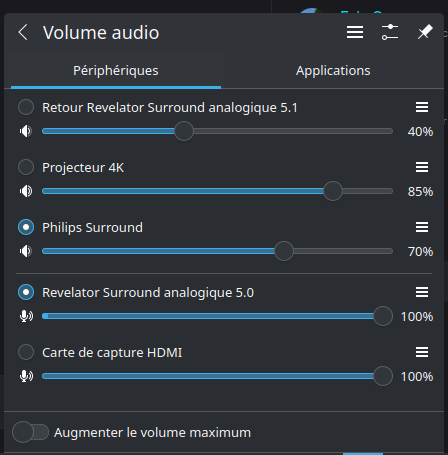 Volume audio
Périphériques
Applications
Retour Revelator Surround analogique 5.1
40%
Projecteur 4K
85%
Philips Surround
70%
Revelator Surround analogique 5.0
100%
Carte de capture HDMI
100%
Augmenter le volume maximum